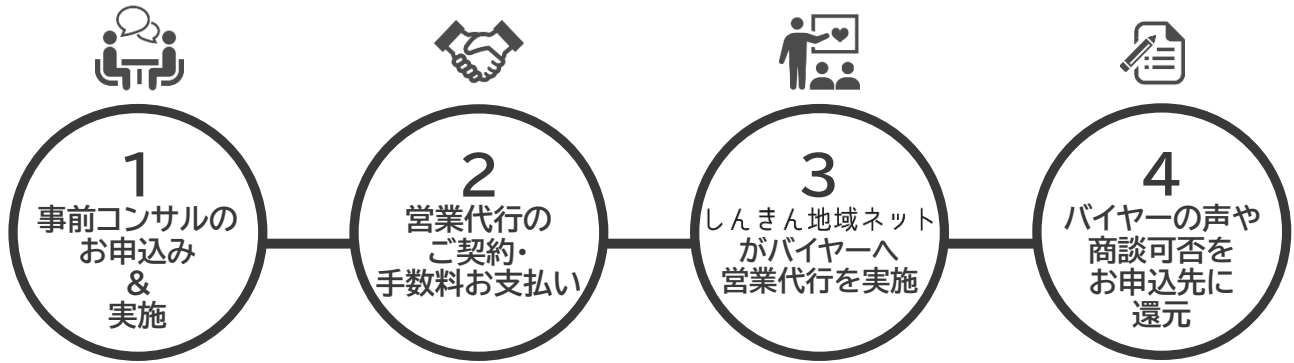 1
事前コンサルの
お申込み
&
実施
2
営業代行の
ご契約・
手数料お支払い
3
しんきん地域ネット
がバイヤーへ
営業代行を実施
4
バイヤーの声や
商談可否を
お申込先に
還元